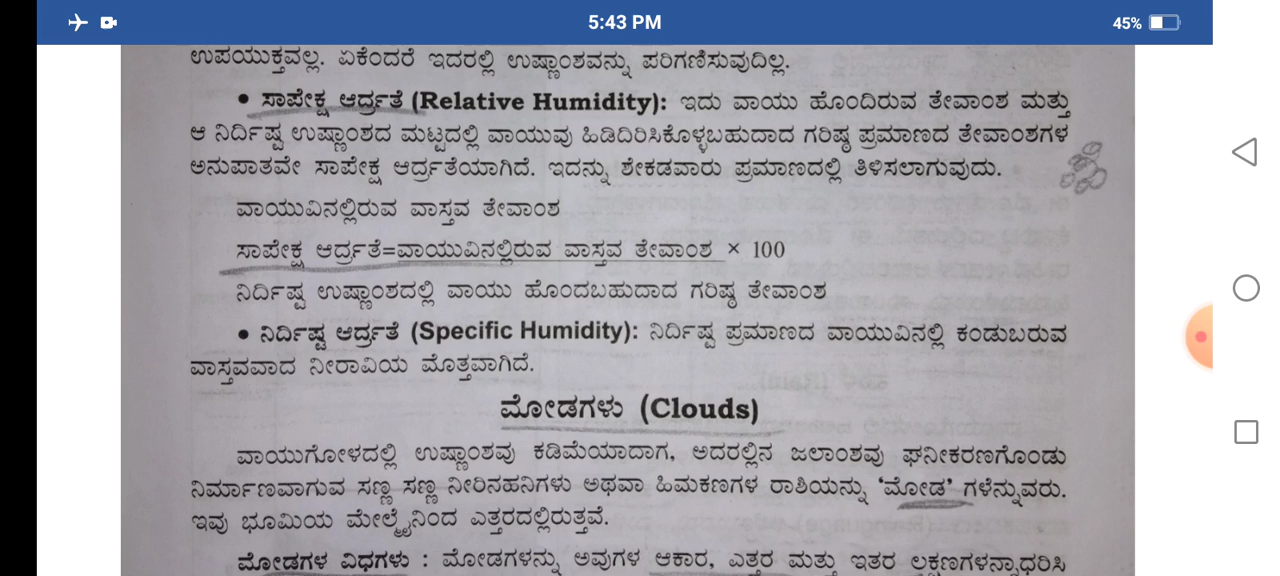 5:43 PM
45%
ಉಪಯುಕ್ತವಲ್ಲ. ಏಕೆಂದರೆ ಇದರಲ್ಲಿ ಉಷ್ಣಾಂಶವನ್ನು ಪರಿಗಣಿಸುವುದಿಲ್ಲ.
• ಸಾಪೇಕ್ಷ ಆರ್ದ್ರತೆ (Relative Humidity): ಇದು ವಾಯು ಹೊಂದಿರುವ ತೇವಾಂಶ ಮತ್ತು
ಆ ನಿರ್ದಿಷ್ಟ ಉಷ್ಣಾಂಶದ ಮಟ್ಟದಲ್ಲಿ ವಾಯುವು ಹಿಡಿದಿರಿಸಿಕೊಳ್ಳಬಹುದಾದ ಗರಿಷ್ಠ ಪ್ರಮಾಣದ ತೇವಾಂಶಗಳ
ಅನುಪಾತವೇ ಸಾಪೇಕ್ಷ ಆರ್ದ್ರತೆಯಾಗಿದೆ. ಇದನ್ನು ಶೇಕಡವಾರು ಪ್ರಮಾಣದಲ್ಲಿ ತಿಳಿಸಲಾಗುವುದು.
ವಾಯುವಿನಲ್ಲಿರುವ ವಾಸ್ತವ ತೇವಾಂಶ
ಸಾಪೇಕ್ಷ ಆರ್ದ್ರತೆ=ವಾಯುವಿನಲ್ಲಿರುವ ವಾಸ್ತವ ತೇವಾಂಶ × 100
ನಿರ್ದಿಷ್ಟ ಉಷ್ಣಾಂಶದಲ್ಲಿ ವಾಯು ಹೊಂದಬಹುದಾದ ಗರಿಷ್ಠ ತೇವಾಂಶ
• ನಿರ್ದಿಷ್ಟ ಆರ್ದ್ರತೆ (Specific Humidity): ನಿರ್ದಿಷ್ಟ ಪ್ರಮಾಣದ ವಾಯುವಿನಲ್ಲಿ ಕಂಡುಬರುವ
ವಾಸ್ತವವಾದ ನೀರಾವಿಯ ಮೊತ್ತವಾಗಿದೆ.
ಮೋಡಗಳು (Clouds)
ವಾಯುಗೋಳದಲ್ಲಿ ಉಷ್ಣಾಂಶವು ಕಡಿಮೆಯಾದಾಗ, ಅದರಲ್ಲಿನ ಜಲಾಂಶವು ಘನೀಕರಣಗೊಂಡು
ನಿರ್ಮಾಣವಾಗುವ ಸಣ್ಣ ಸಣ್ಣ ನೀರಿನಹನಿಗಳು ಅಥವಾ ಹಿಮಕಣಗಳ ರಾಶಿಯನ್ನು ‘ಮೋಡ’ ಗಳೆನ್ನುವರು.
ಇವು ಭೂಮಿಯ ಮೇಲ್ಮೈನಿಂದ ಎತ್ತರದಲ್ಲಿರುತ್ತವೆ.
ಮೋಡಗಳ ವಿಧಗಳು : ಮೋಡಗಳನ್ನು ಅವುಗಳ ಆಕಾರ, ಎತ್ತರ ಮತ್ತು ಇತರ ಲಕ್ಷಣಗಳನ್ನಾಧರಿಸಿ